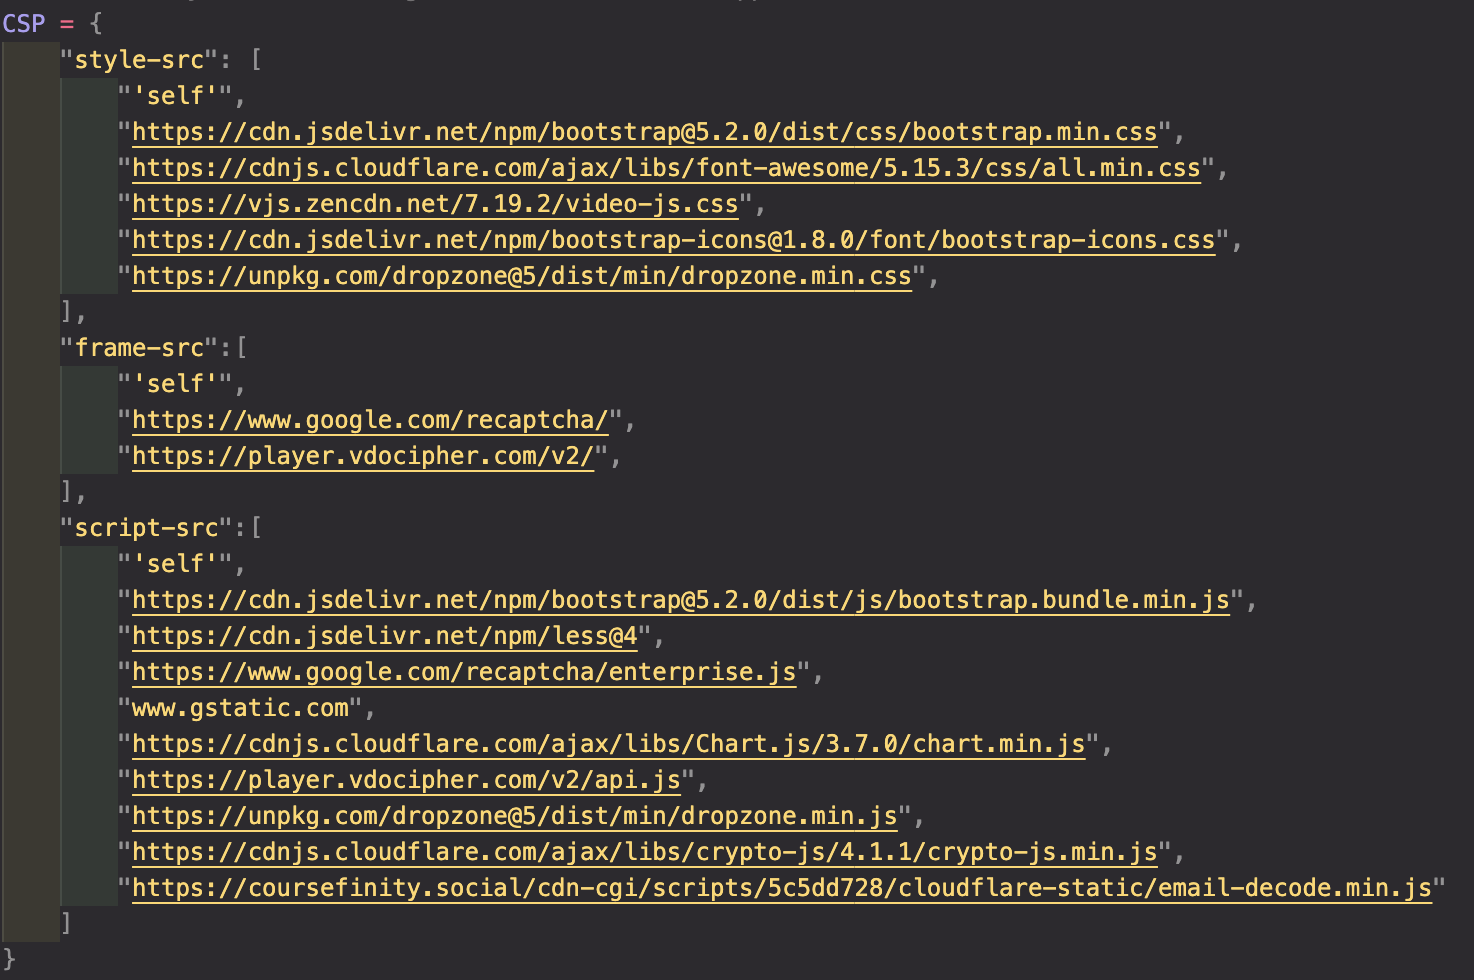 CSP = {
"style-src": [
"'self'",
"https://cdn.jsdelivr.net/npm/bootstrap@5.2.0/dist/css/bootstrap.min.css",
"https://cdnjs.cloudflare.com/ajax/libs/font-awesome/5.15.3/css/all.min.css",
"https://vjs.zencdn.net/7.19.2/video-js.css",
"https://cdn.jsdelivr.net/npm/bootstrap-icons@1.8.0/font/bootstrap-icons.css",
"https://unpkg.com/dropzone@5/dist/min/dropzone.min.css",
],
"frame-src":[
"'self'",
"https://www.google.com/recaptcha/",
"https://player.vdocipher.com/v2/",
],
"script-src":[
"'self'",
"https://cdn.jsdelivr.net/npm/bootstrap@5.2.0/dist/js/bootstrap.bundle.min.js",
"https://cdn.jsdelivr.net/npm/less@4",
"https://www.google.com/recaptcha/enterprise.js",
"www.gstatic.com",
"https://cdnjs.cloudflare.com/ajax/libs/Chart.js/3.7.0/chart.min.js",
"https://player.vdocipher.com/v2/api.js",
"https://unpkg.com/dropzone@5/dist/min/dropzone.min.js",
"https://cdnjs.cloudflare.com/ajax/libs/crypto-js/4.1.1/crypto-js.min.js",
"https://coursefinity.social/cdn-cgi/scripts/5c5dd728/cloudflare-static/email-decode.min.js"
]
}